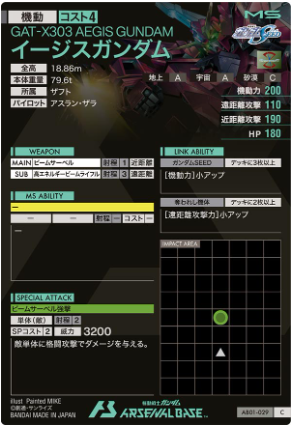 機動 コスト4
MS
GAT-X303 AEGIS GUNDAM
イージスガンダム
全高 18.86m
本体重量 79.6t
所属 ザフト
パイロット アスラン・ザラ
地上 A 宇宙 A 砂漠 C
機動力 200
遠距離攻撃 110
近距離攻撃 190
HP 180
WEAPON
MAIN ビームサーベル 射程 1 近距離
SUB 高エネルギービームライフル 射程 3 遠距離
MS ABILITY
—
— — 射程 — コスト —
—
LINK ABILITY
ガンダムSEED デッキに3枚以上
[機動力]小アップ
奪われし機体 デッキに2枚以上
[遠距離攻撃力]小アップ
IMPACT AREA
SPECIAL ATTACK
ビームサーベル強撃
単体(敵) 射程 2
SPコスト 2 威力 3200
敵単体に格闘攻撃でダメージを与える。
illust Painted MIKE
©創通・サンライズ
BANDAI MADE IN JAPAN
機動戦士ガンダム
ARSENAL BASE
AB01-029 C